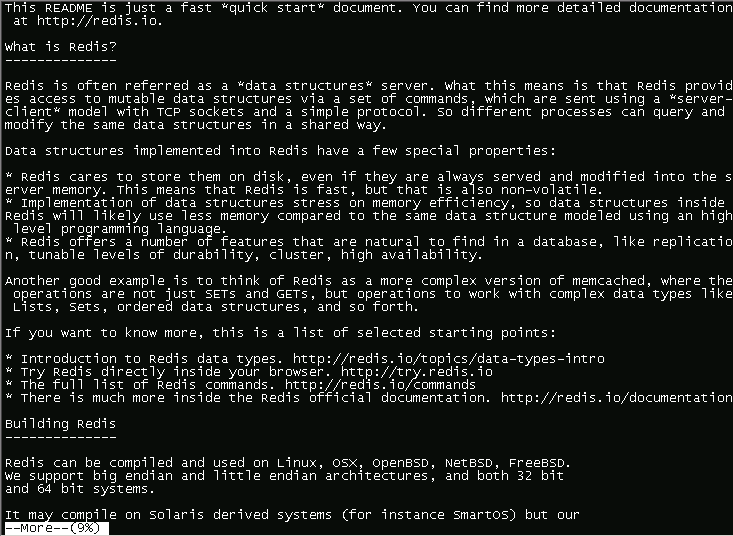 This README is just a fast *quick start* document. You can find more detailed documentation
 at http://redis.io.
What is Redis?
--------------
Redis is often referred as a *data structures* server. What this means is that Redis provid
es access to mutable data structures via a set of commands, which are sent using a *server-
client* model with TCP sockets and a simple protocol. So different processes can query and
modify the same data structures in a shared way.
Data structures implemented into Redis have a few special properties:
* Redis cares to store them on disk, even if they are always served and modified into the s
erver memory. This means that Redis is fast, but that is also non-volatile.
* Implementation of data structures stress on memory efficiency, so data structures inside
Redis will likely use less memory compared to the same data structure modeled using an high
 level programming language.
* Redis offers a number of features that are natural to find in a database, like replicatio
n, tunable levels of durability, cluster, high availability.
Another good example is to think of Redis as a more complex version of memcached, where the
 operations are not just SETs and GETs, but operations to work with complex data types like
 Lists, Sets, ordered data structures, and so forth.
If you want to know more, this is a list of selected starting points:
* Introduction to Redis data types. http://redis.io/topics/data-types-intro
* Try Redis directly inside your browser. http://try.redis.io
* The full list of Redis commands. http://redis.io/commands
* There is much more inside the Redis official documentation. http://redis.io/documentation
Building Redis
--------------
Redis can be compiled and used on Linux, OSX, OpenBSD, NetBSD, FreeBSD.
We support big endian and little endian architectures, and both 32 bit
and 64 bit systems.
It may compile on Solaris derived systems (for instance SmartOS) but our
--More--(9%)